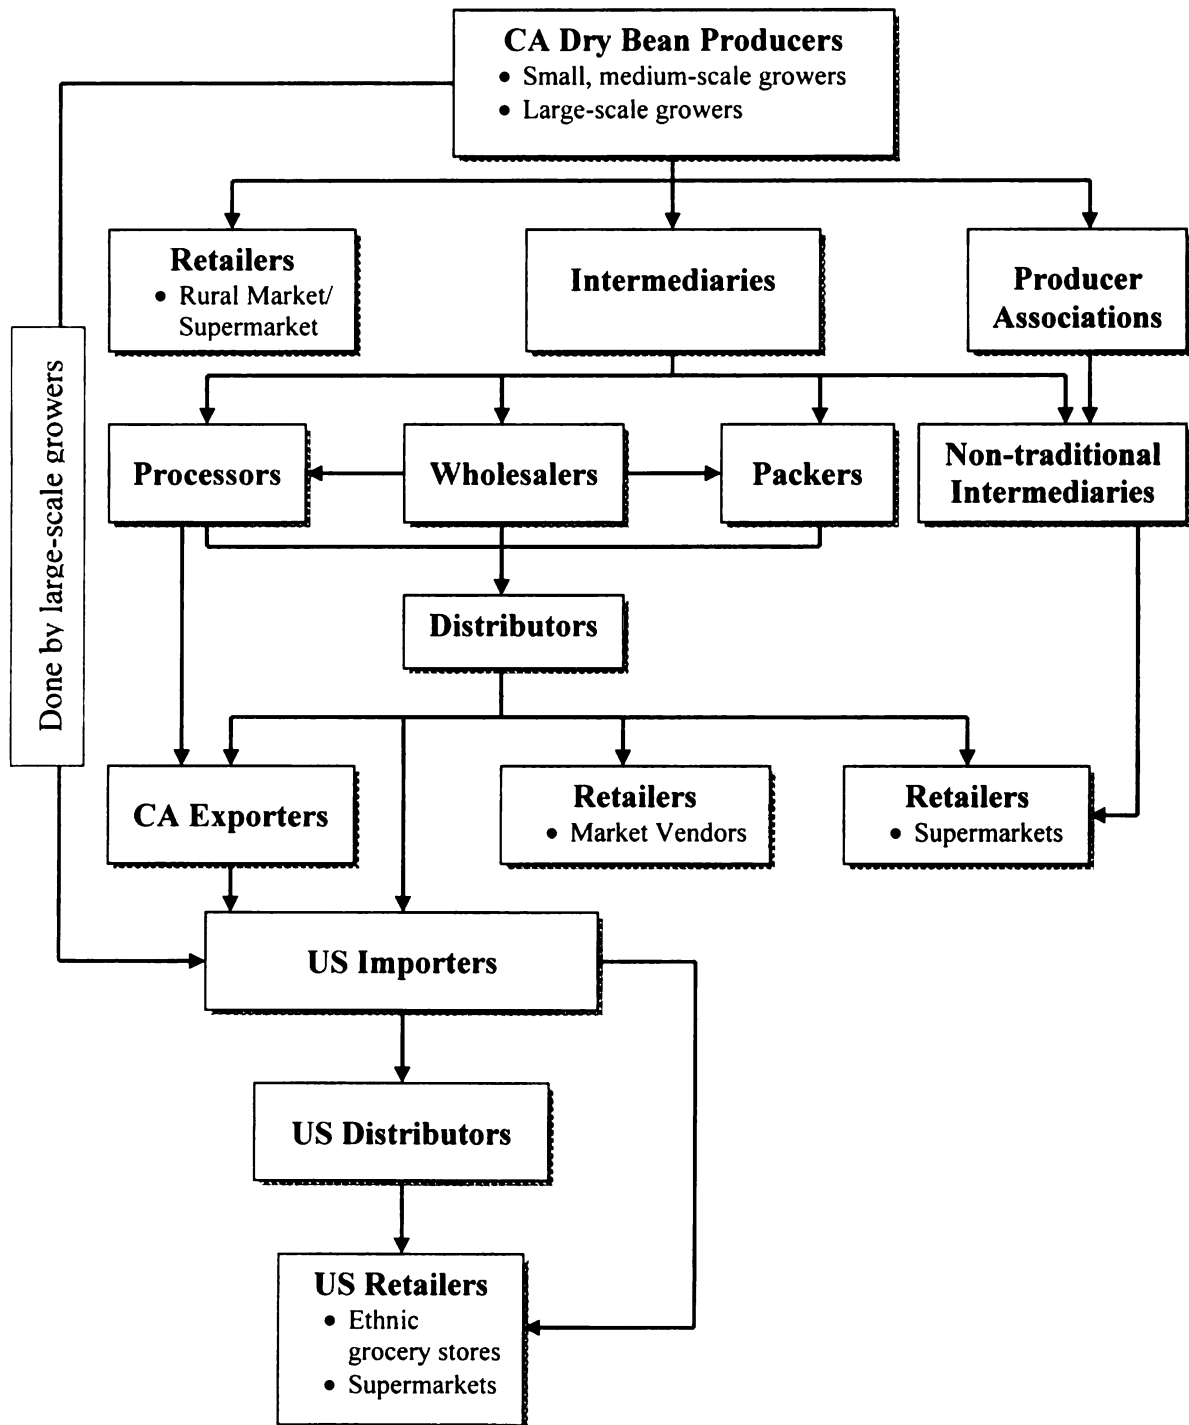 CA Dry Bean Producers
• Small, medium-scale growers
• Large-scale growers
Retailers
• Rural Market/
Supermarket
Intermediaries
Producer
Associations
Done by large-scale growers
Processors
Wholesalers
Packers
Non-traditional
Intermediaries
Distributors
CA Exporters
Retailers
• Market Vendors
Retailers
• Supermarkets
US Importers
US Distributors
US Retailers
• Ethnic
grocery stores
• Supermarkets